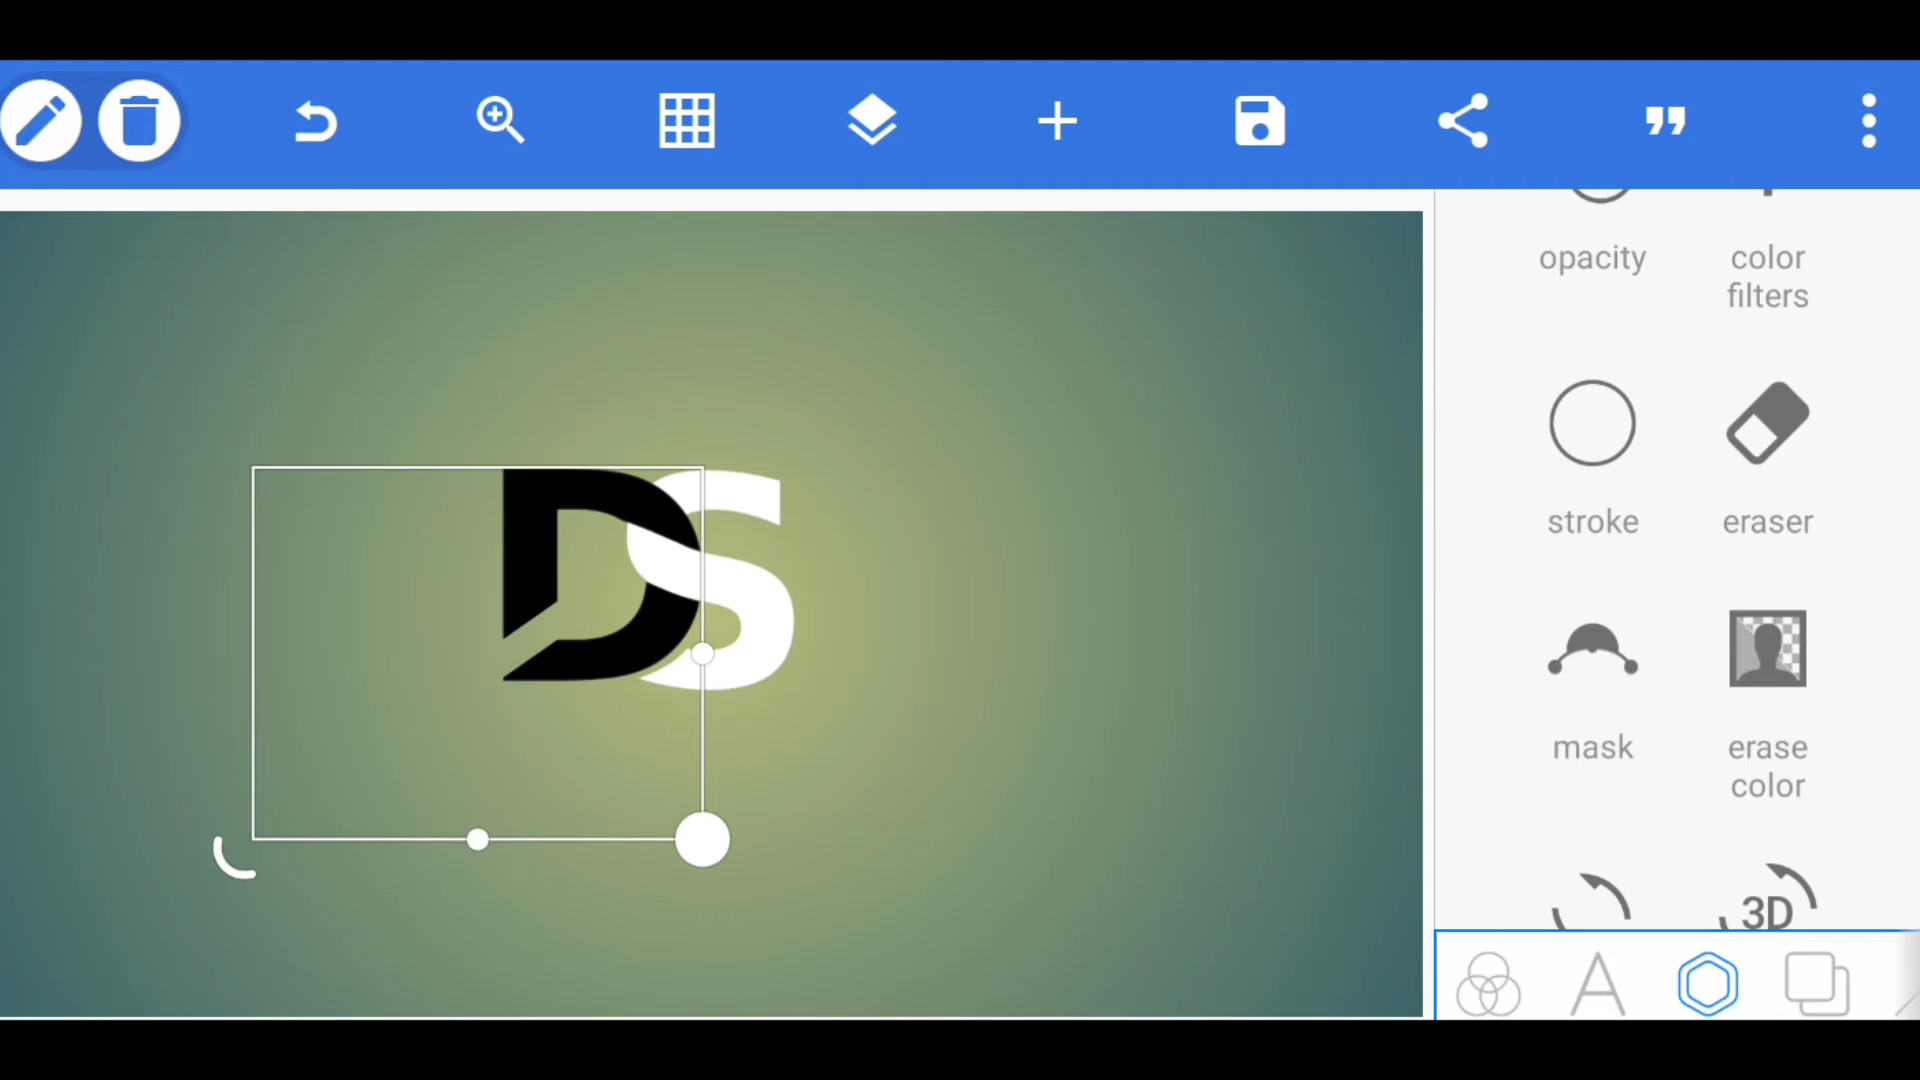 opacity
color
filters
DS
stroke
eraser
mask
erase
color
3D
A